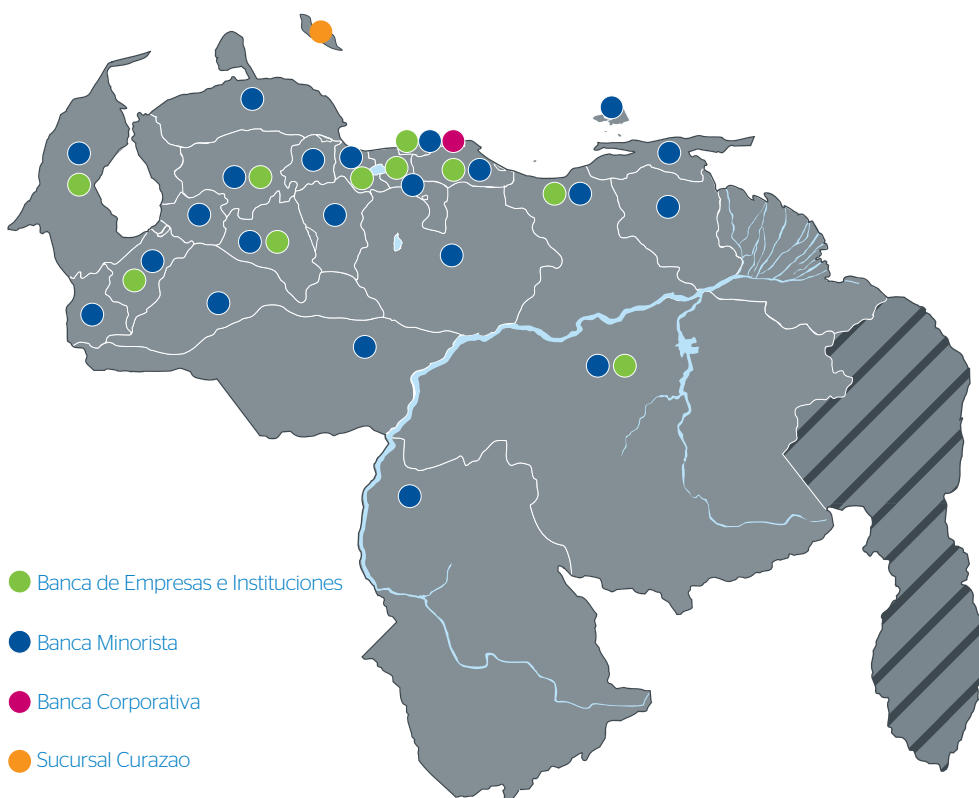 Banca de Empresas e Instituciones
Banca Minorista
Banca Corporativa
Sucursal Curazao